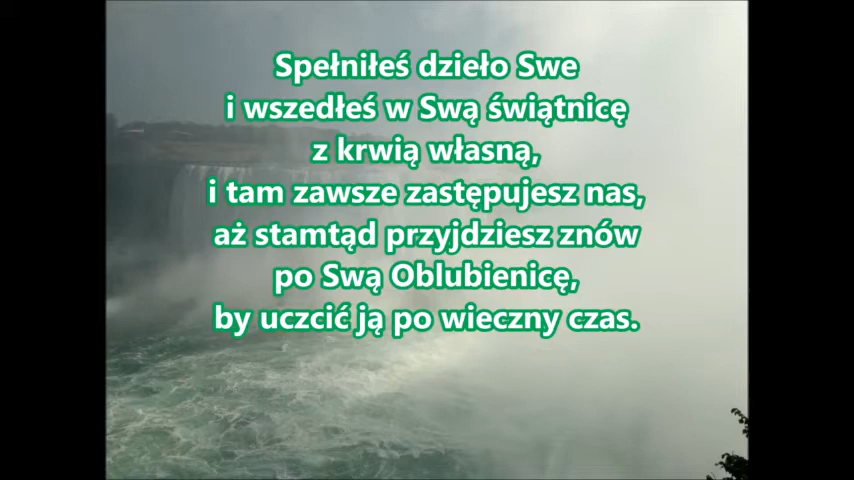 Spełniłeś dzieło Swe
i wszedłeś w Swą świątnicę
z krwią własną,
i tam zawsze zastępujesz nas,
aż stamtąd przyjdziesz znów
po Swą Oblubienicę,
by uczcić ją po wieczny czas.